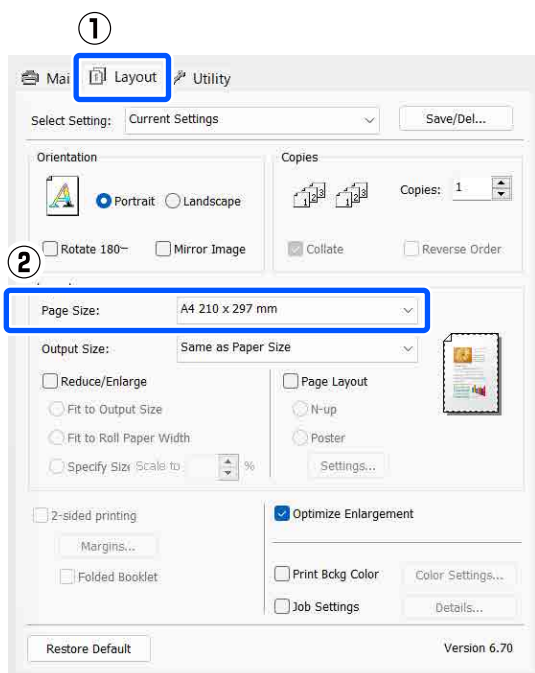 ①
Mai Layout Utility
Select Setting: Current Settings Save/Del...
Orientation Copies
Portrait Landscape Copies: 1
②
Rotate 180 Mirror Image Collate Reverse Order
Page Size: A4 210 x 297 mm
Output Size: Same as Paper Size
Reduce/Enlarge Page Layout
Fit to Output Size N-up
Fit to Roll Paper Width Poster
Specify Size Scale to % Settings...
2-sided printing Optimize Enlargement
Margins...
Folded Booklet Print Bckg Color Color Settings...
Job Settings Details...
Restore Default Version 6.70